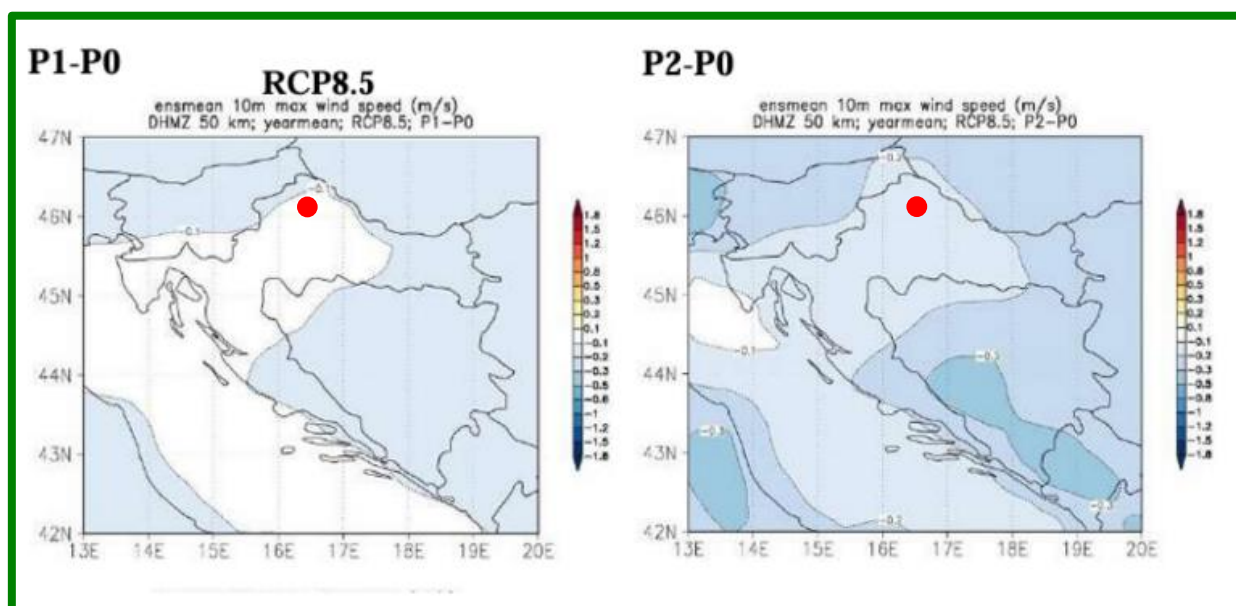 P1-P0
RCP8.5
ensmean 10m max wind speed (m/s)
DHMZ 50 km; yearmean; RCP8.5; P1-P0
47N
46N
45N
44N
43N
42N
13E 14E 15E 16E 17E 18E 19E 20E
-0.1
-0.1
1.8
1.5
1.2
1
0.8
0.5
0.3
0.2
0.1
-0.1
-0.2
-0.3
-0.5
-0.8
-1
-1.2
-1.5
-1.8
P2-P0
ensmean 10m max wind speed (m/s)
DHMZ 50 km; yearmean; RCP8.5; P2-P0
47N
46N
45N
44N
43N
42N
13E 14E 15E 16E 17E 18E 19E 20E
-0.2
-0.1
-0.3
-0.3
-0.3
-0.2
1.8
1.5
1.2
1
0.8
0.5
0.3
0.2
0.1
-0.1
-0.2
-0.3
-0.5
-0.8
-1
-1.2
-1.5
-1.8